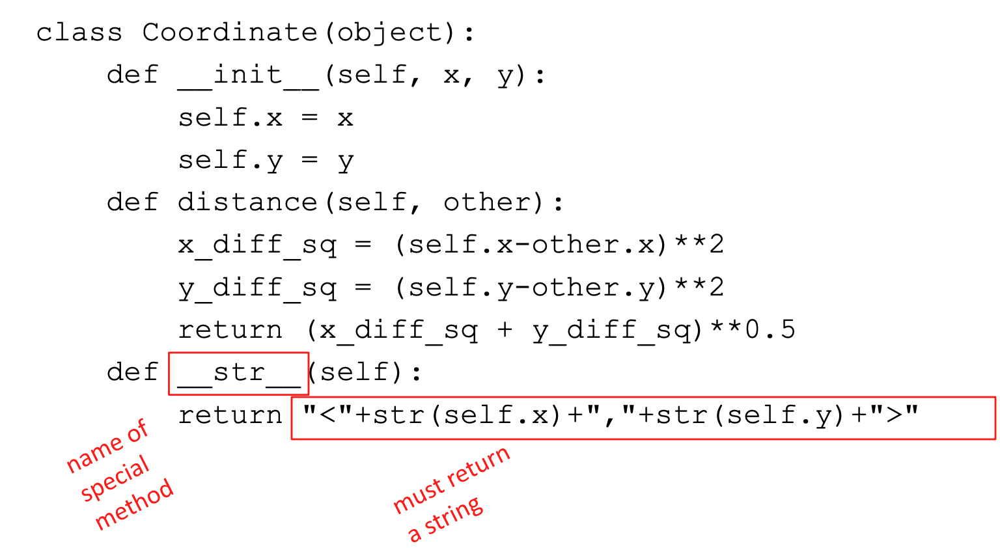 class Coordinate(object):
    def __init__(self, x, y):
        self.x = x
        self.y = y
    def distance(self, other):
        x_diff_sq = (self.x-other.x)**2
        y_diff_sq = (self.y-other.y)**2
        return (x_diff_sq + y_diff_sq)**0.5
    def __str__(self):
        return "<"+str(self.x)+","+str(self.y)+">"
name of
special
method
must return
a string